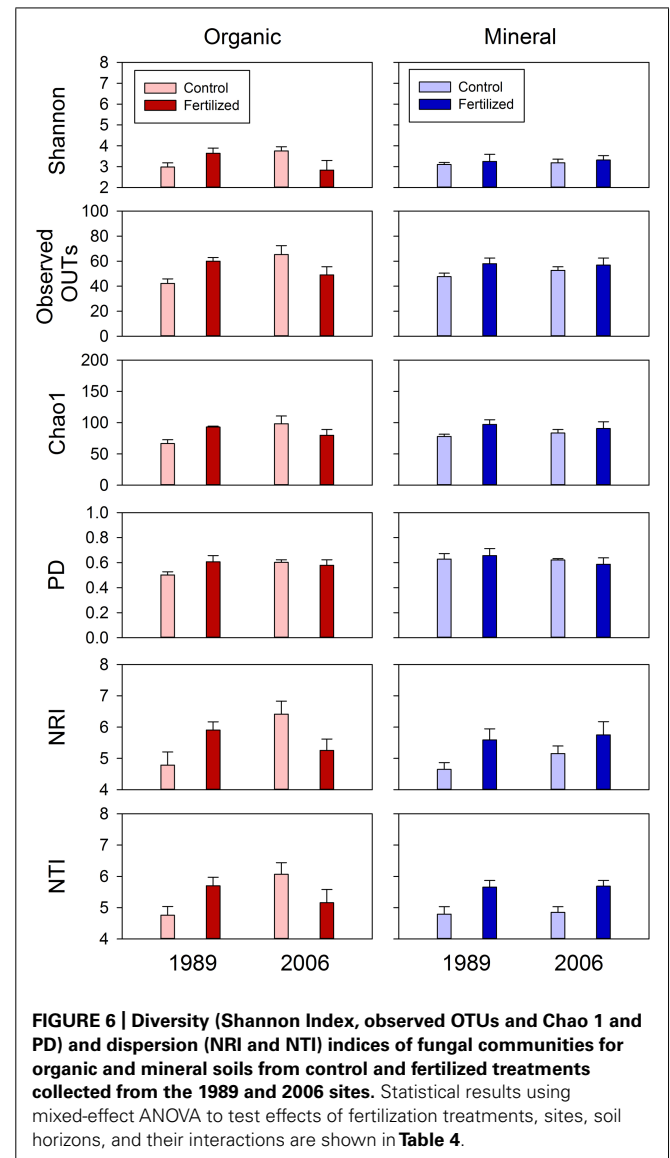 Organic
Mineral
Shannon
8
7
6
5
4
3
2
Control
Fertilized
Control
Fertilized
Observed
OUTs
100
80
60
40
20
0
Chao1
200
150
100
50
0
PD
1.0
0.8
0.6
0.4
0.2
0.0
NRI
8
7
6
5
4
NTI
8
7
6
5
4
1989
2006
1989
2006
FIGURE 6 | Diversity (Shannon Index, observed OTUs and Chao 1 and
PD) and dispersion (NRI and NTI) indices of fungal communities for
organic and mineral soils from control and fertilized treatments
collected from the 1989 and 2006 sites. Statistical results using
mixed-effect ANOVA to test effects of fertilization treatments, sites, soil
horizons, and their interactions are shown in Table 4.